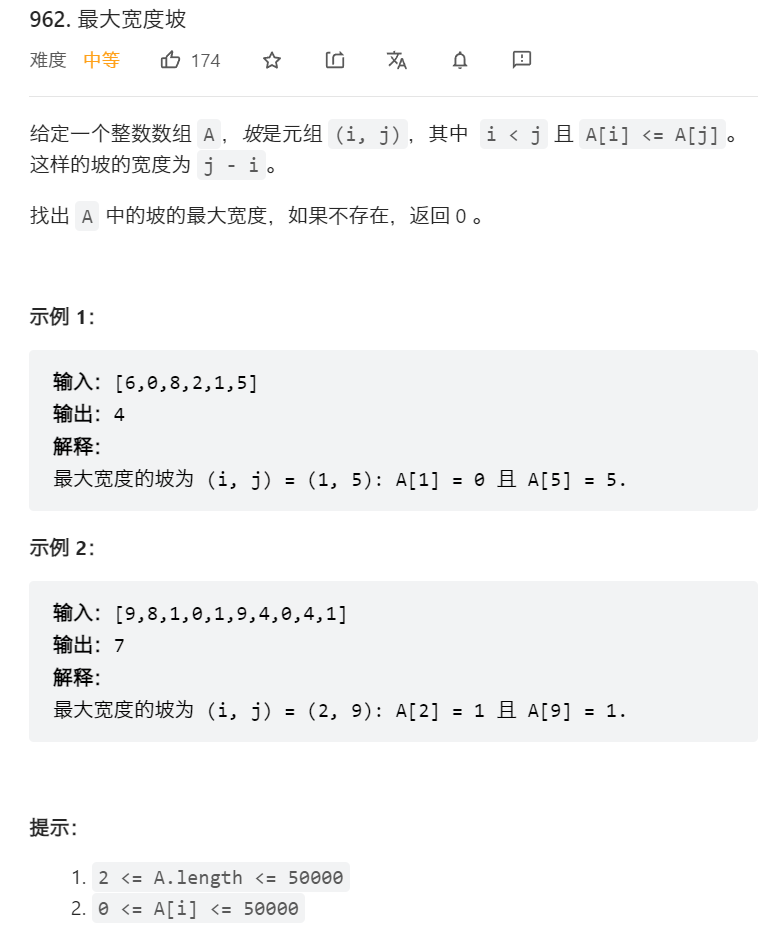 962. 最大宽度坡
难度 中等 174
给定一个整数数组 A，坡是元组 (i, j)，其中 i < j 且 A[i] <= A[j]。
这样的坡的宽度为 j - i。
找出 A 中的坡的最大宽度，如果不存在，返回 0 。
示例 1：
输入：[6,0,8,2,1,5]
输出：4
解释：
最大宽度的坡为 (i, j) = (1, 5): A[1] = 0 且 A[5] = 5.
示例 2：
输入：[9,8,1,0,1,9,4,0,4,1]
输出：7
解释：
最大宽度的坡为 (i, j) = (2, 9): A[2] = 1 且 A[9] = 1.
提示：
1. 2 <= A.length <= 50000
2. 0 <= A[i] <= 50000